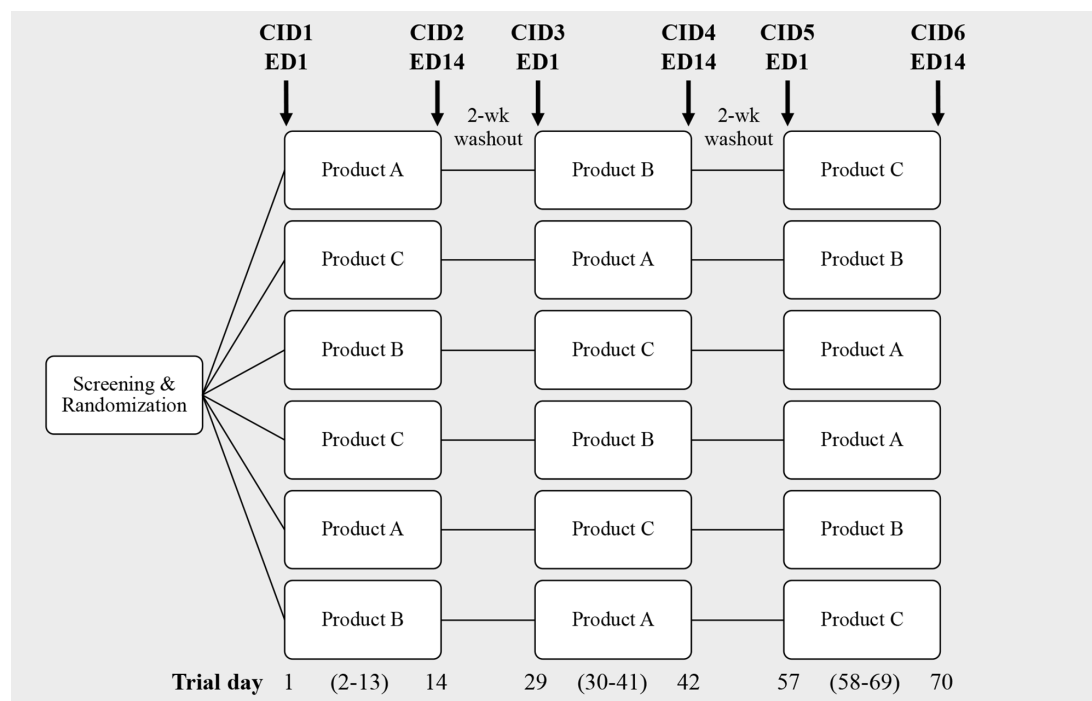 CID1 CID2 CID3 CID4 CID5 CID6
ED1 ED14 ED1 ED14 ED1 ED14
2-wk 2-wk
washout washout
Product A Product B Product C
Product C Product A Product B
Product B Product C Product A
Screening &
Randomization
Product C Product B Product A
Product A Product C Product B
Product B Product A Product C
Trial day 1 (2-13) 14 29 (30-41) 42 57 (58-69) 70